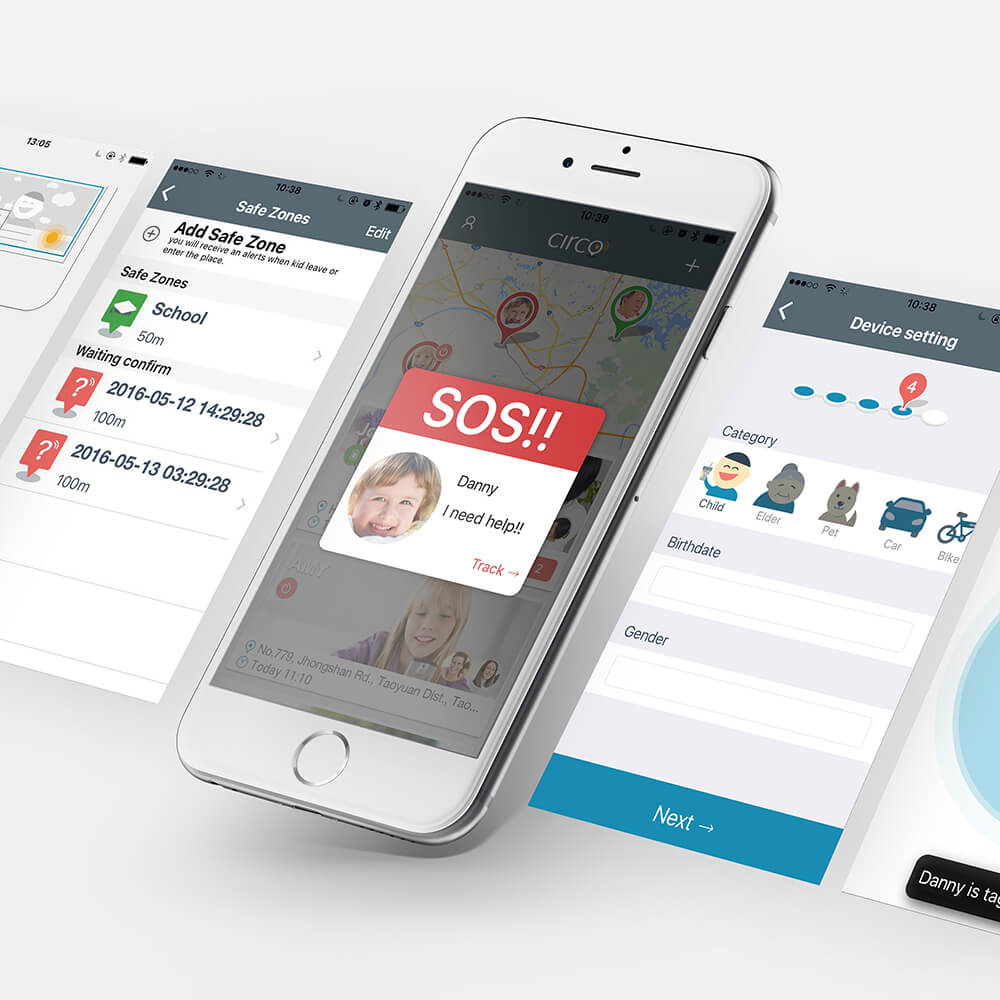 13:05
10:38
Safe Zones
Edit
Add Safe Zone
you will receive an alerts when kid leave or
enter the place.
Safe Zones
School
50m
Waiting confirm
2016-05-12 14:29:28
100m
2016-05-13 03:29:28
100m
10:38
circo
SOS!!
Danny
I need help!!
Track →
2
No.779, Jhongshan Rd., Taoyuan Dist., Tao...
Today 11:10
10:38
Device setting
4
Category
Child
Elder
Pet
Car
Bike
Birthdate
Gender
Next →
Danny is tag